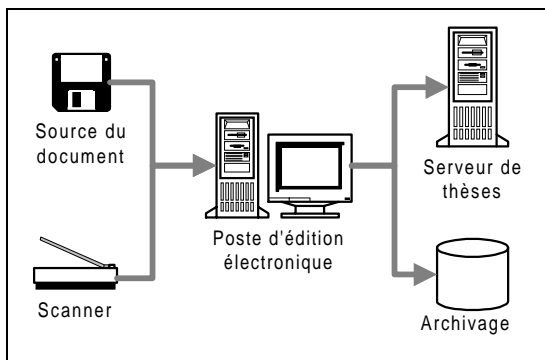 Source du
document
Scanner
Poste d'édition
électronique
Serveur de
thèses
Archivage